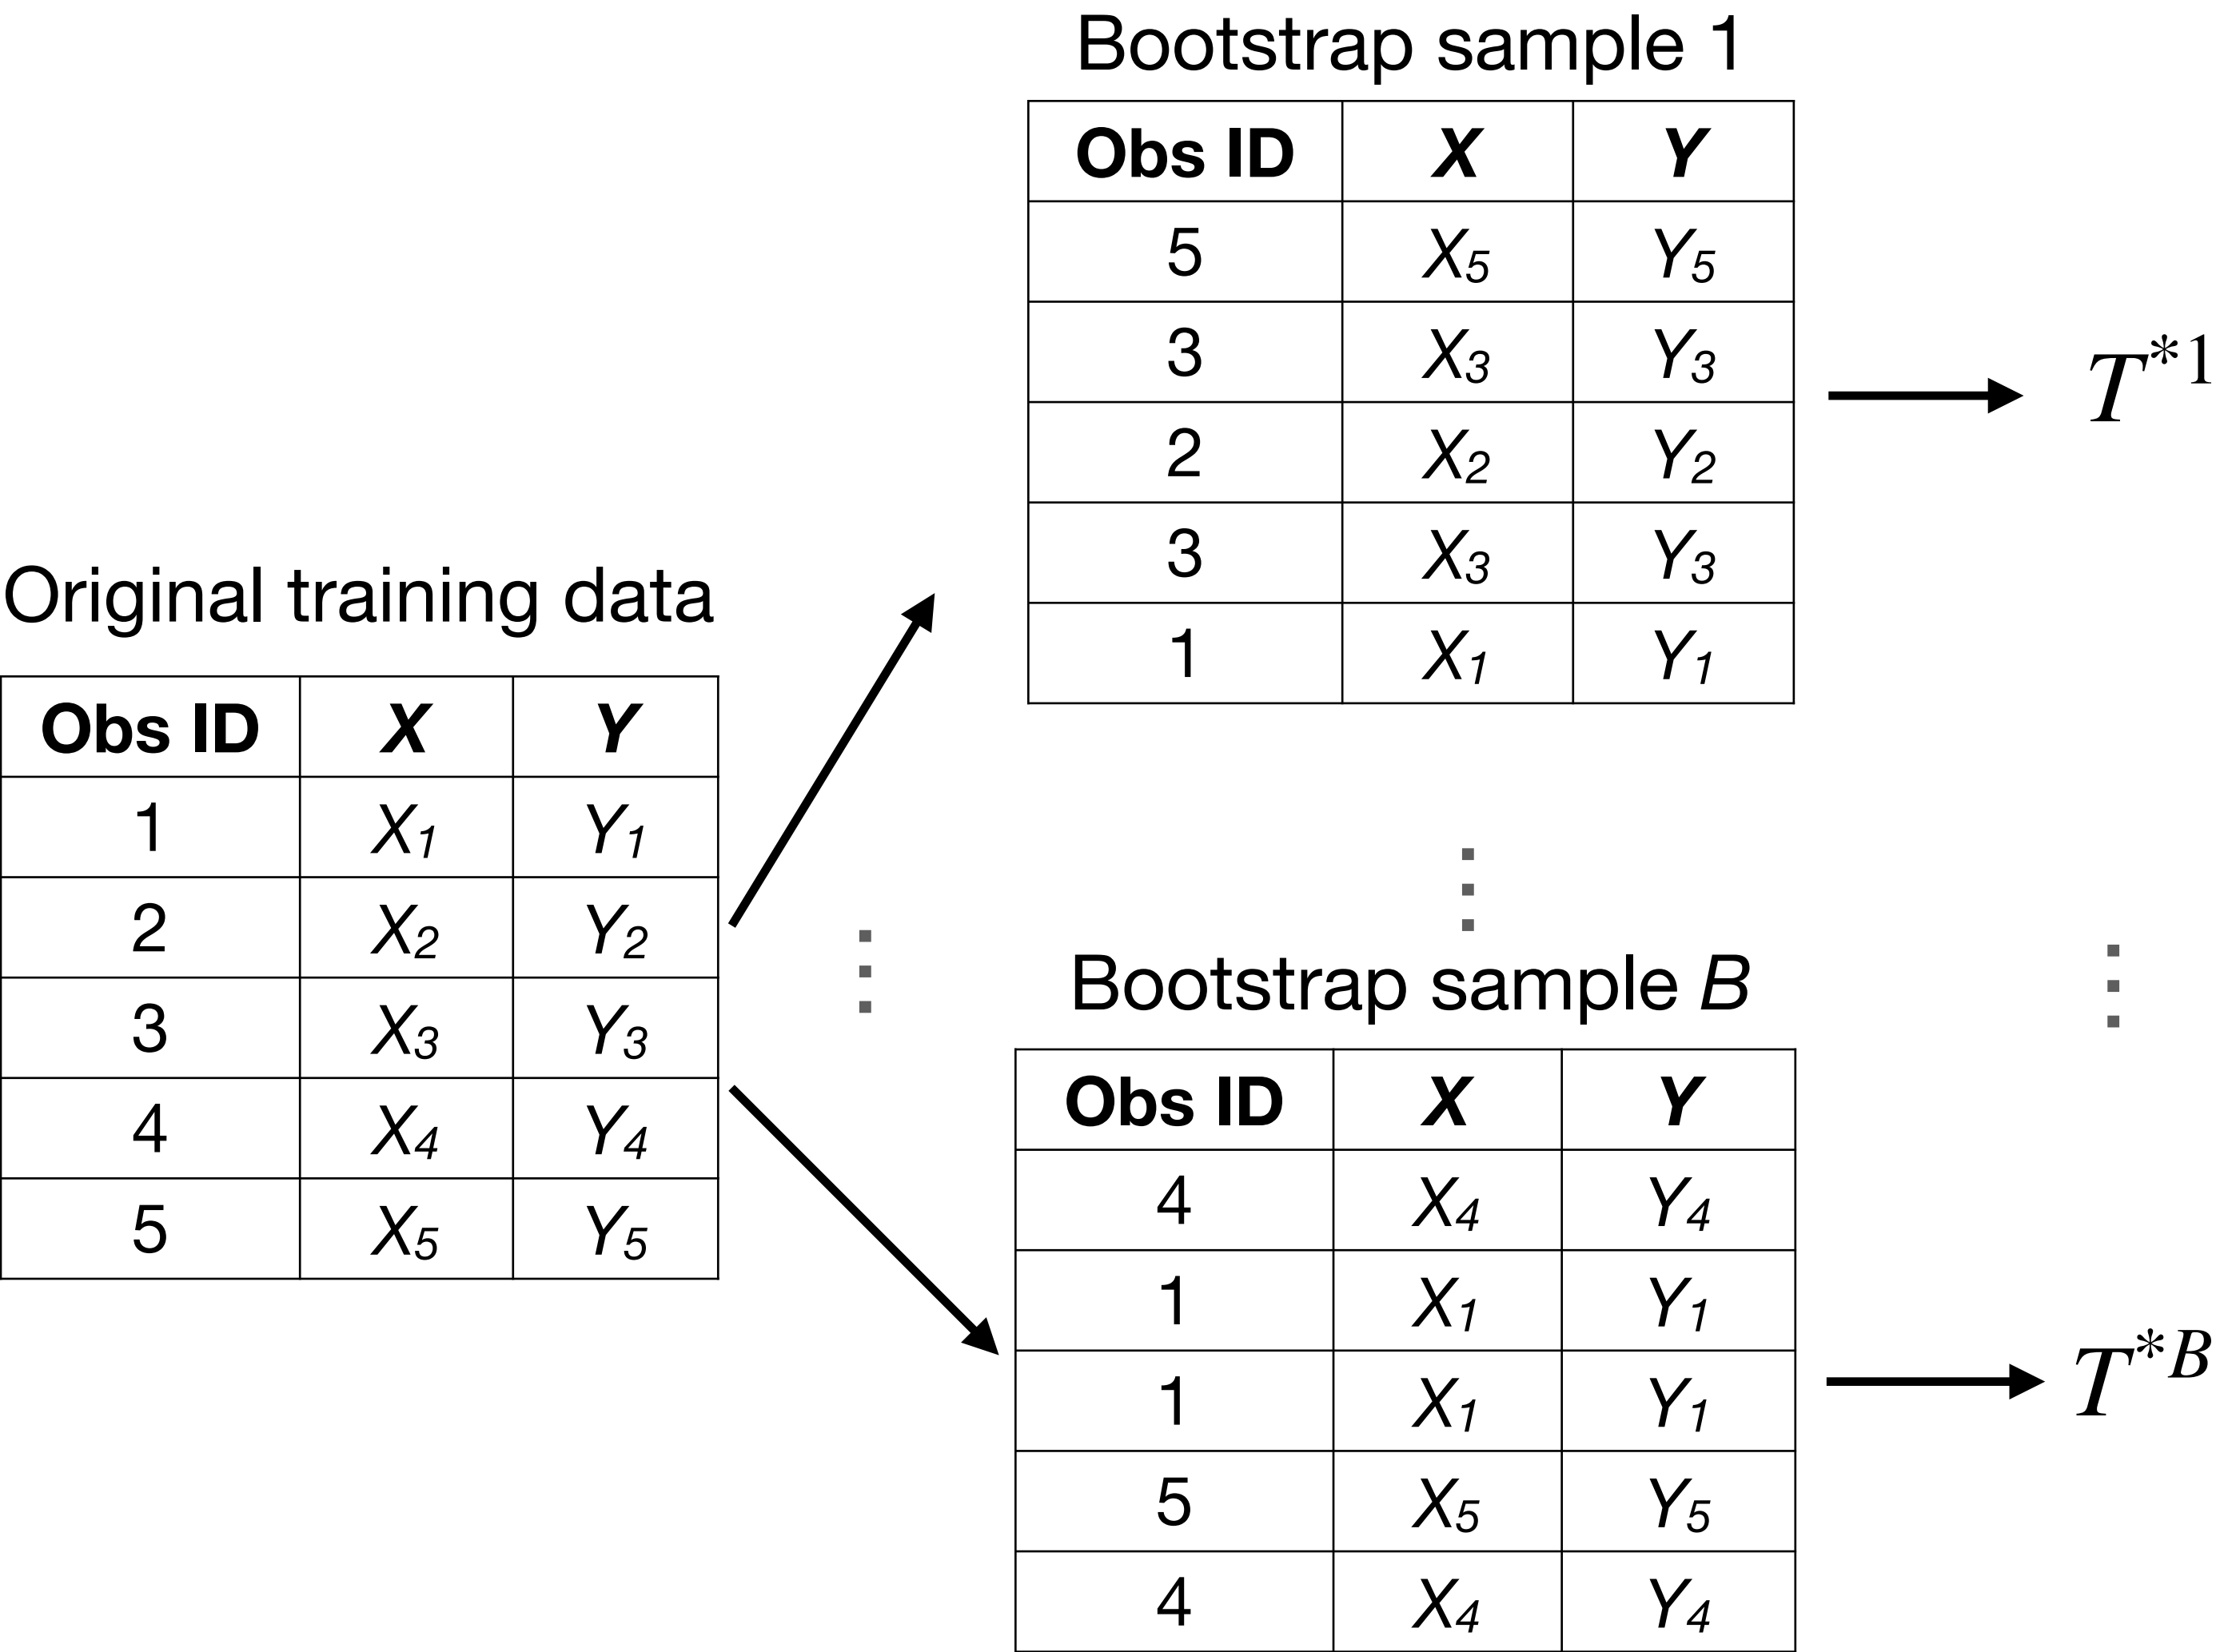 Bootstrap sample 1
Obs ID X Y
5 X5 Y5
3 X3 Y3
2 X2 Y2
3 X3 Y3
1 X1 Y1
T*1
Original training data
Obs ID X Y
1 X1 Y1
2 X2 Y2
3 X3 Y3
4 X4 Y4
5 X5 Y5
Bootstrap sample B
Obs ID X Y
4 X4 Y4
1 X1 Y1
1 X1 Y1
5 X5 Y5
4 X4 Y4
T*B